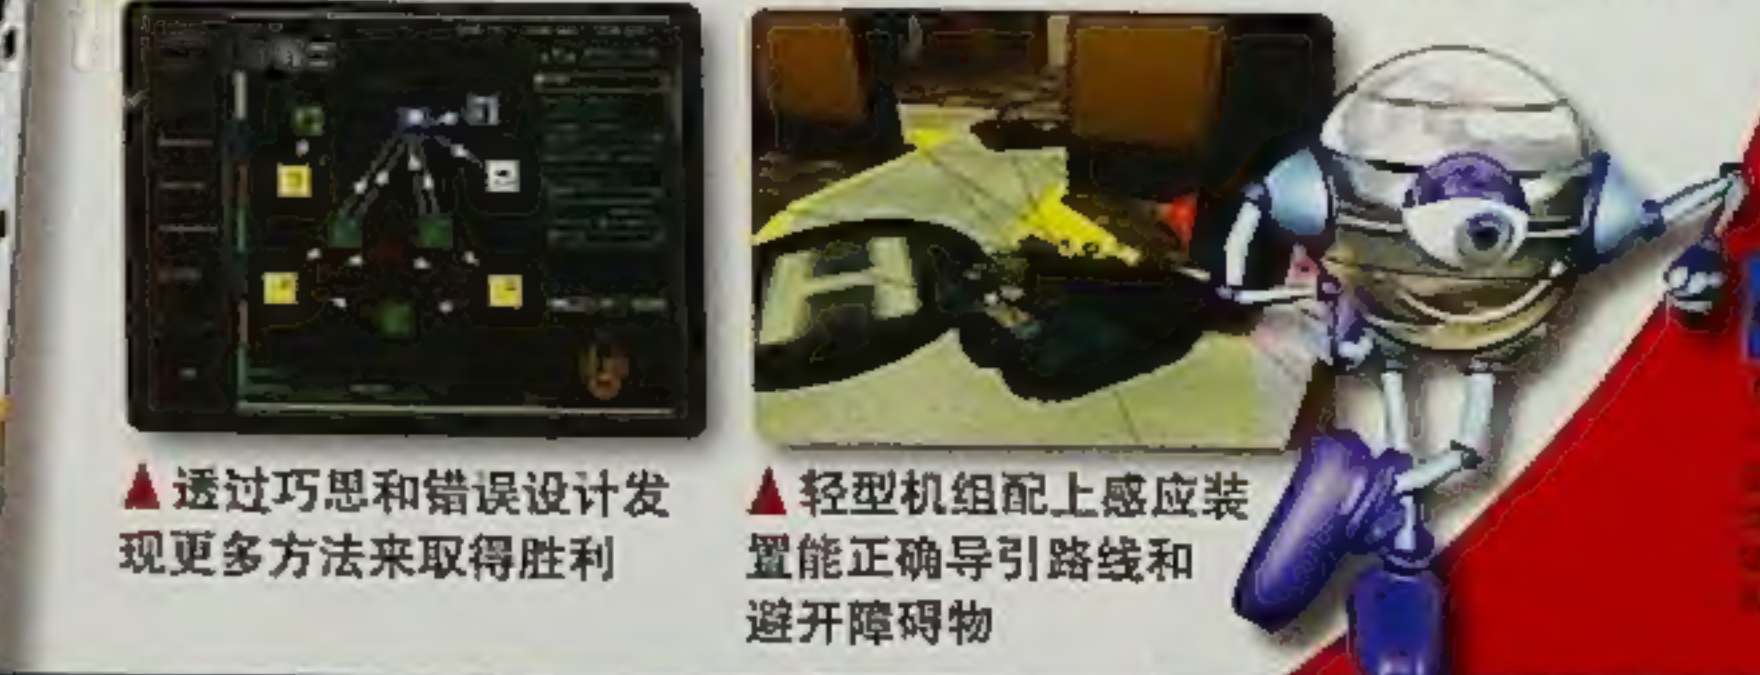 ▲透过巧思和错误设计发
现更多方法来取得胜利
▲轻型机组配上感应装
置能正确导引路线和
避开障碍物